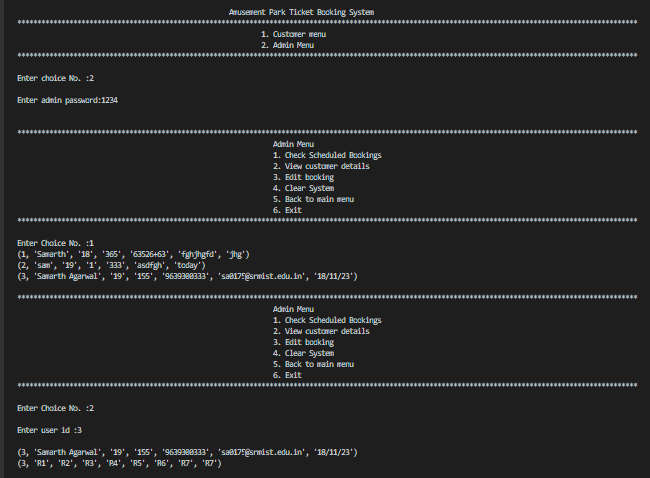 Amusement Park Ticket Booking System
*******************************************************************************************************************************************************
1. Customer menu
2. Admin Menu
*******************************************************************************************************************************************************
Enter choice No. :2
Enter admin password:1234
*******************************************************************************************************************************************************
Admin Menu
1. Check Scheduled Bookings
2. View customer details
3. Edit booking
4. Clear System
5. Back to main menu
6. Exit
*******************************************************************************************************************************************************
Enter Choice No. :1
(1, 'Samarth', '18', '365', '63526+63', 'fghjhgfd', 'jhg')
(2, 'sam', '19', '1', '333', 'asdfgh', 'today')
(3, 'Samarth Agarwal', '19', '155', '9639300333', 'sa0175@srmist.edu.in', '18/11/23')
*******************************************************************************************************************************************************
Admin Menu
1. Check Scheduled Bookings
2. View customer details
3. Edit booking
4. Clear System
5. Back to main menu
6. Exit
*******************************************************************************************************************************************************
Enter Choice No. :2
Enter user id :3
(3, 'Samarth Agarwal', '19', '155', '9639300333', 'sa0175@srmist.edu.in', '18/11/23')
(3, 'R1', 'R2', 'R3', 'R4', 'R5', 'R6', 'R7', 'R7')